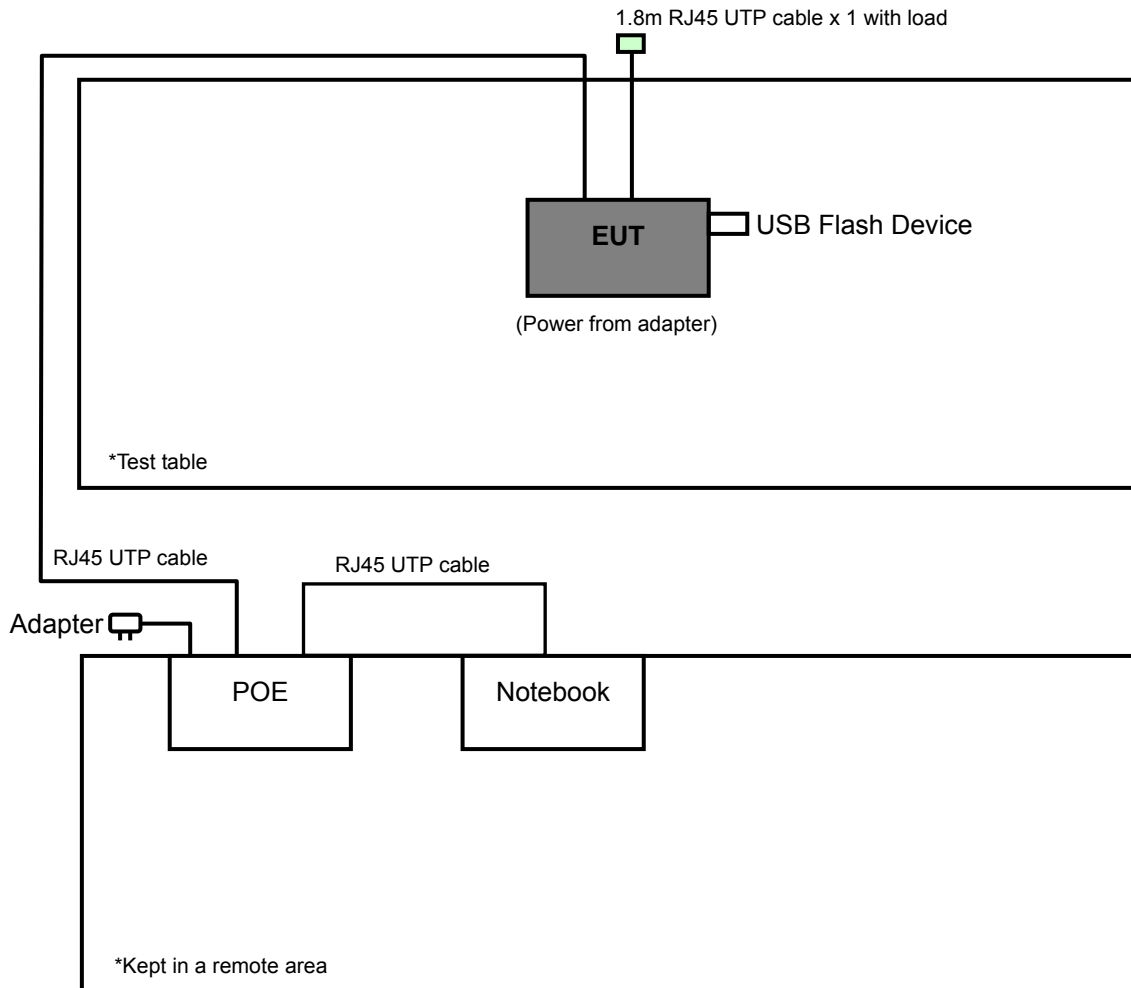 1.8m RJ45 UTP cable x 1 with load
EUT
USB Flash Device
(Power from adapter)
*Test table
RJ45 UTP cable
RJ45 UTP cable
Adapter
POE
Notebook
*Kept in a remote area